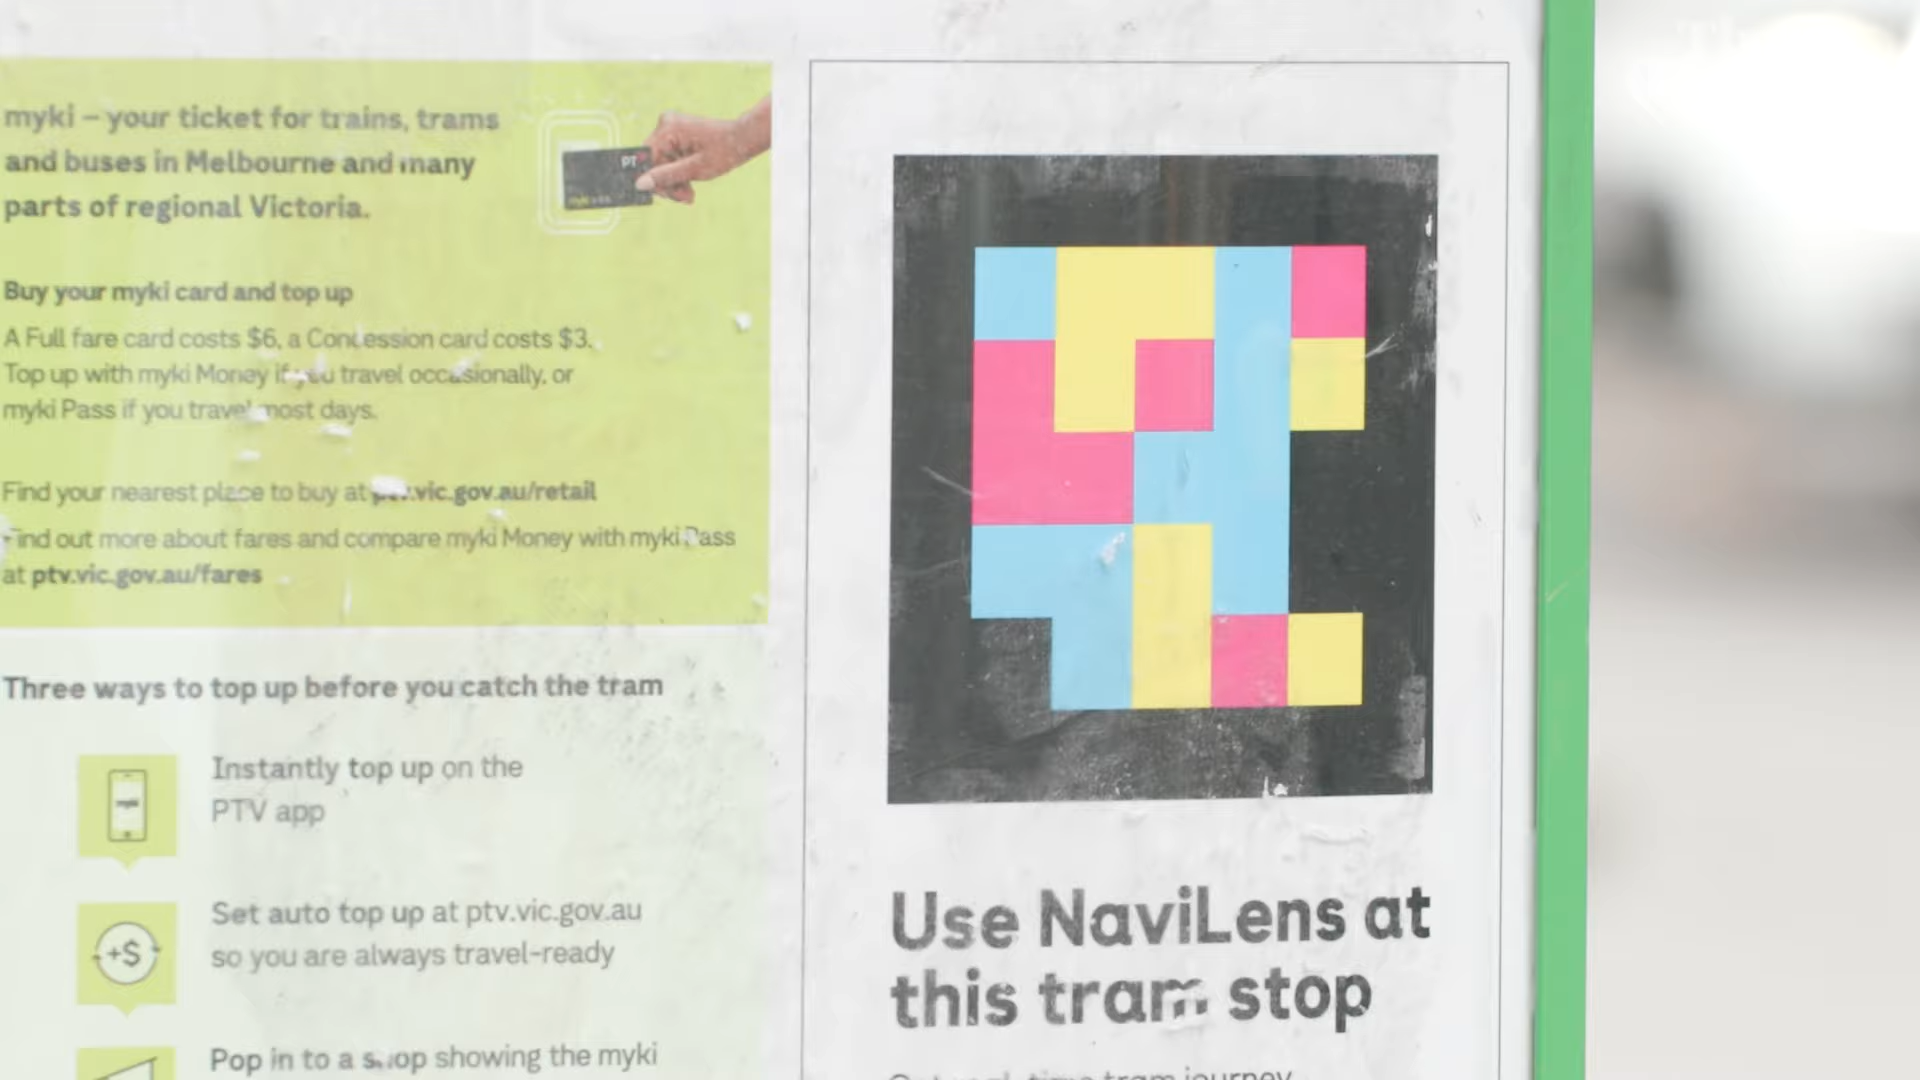 myki – your ticket for trains, trams
and buses in Melbourne and many
parts of regional Victoria.
PT
myki
Buy your myki card and top up
A Full fare card costs $6, a Concession card costs $3.
Top up with myki Money if you travel occasionally, or
myki Pass if you travel most days.
Find your nearest place to buy at ptv.vic.gov.au/retail
Find out more about fares and compare myki Money with myki Pass
at ptv.vic.gov.au/fares
Three ways to top up before you catch the tram
myki
Instantly top up on the
PTV app
+$
Set auto top up at ptv.vic.gov.au
so you are always travel-ready
Pop in to a shop showing the myki
Use NaviLens at
this tram stop
tram journey